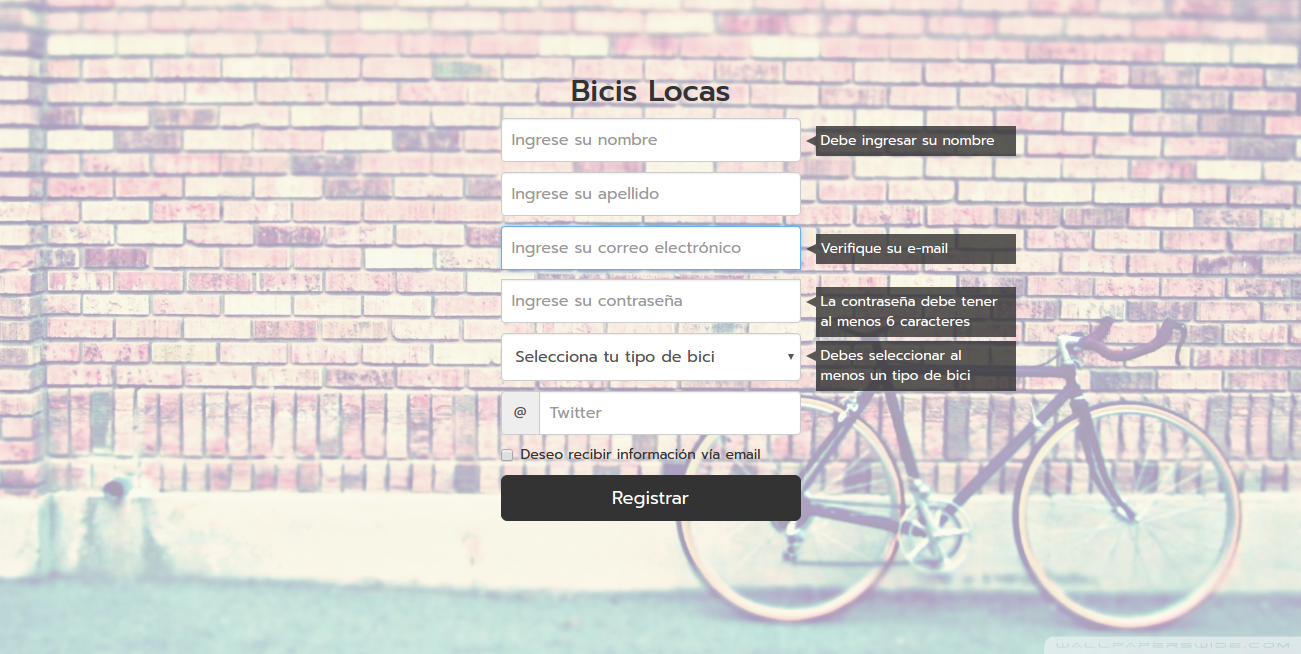 Bicis Locas
Ingrese su nombre
Debe ingresar su nombre
Ingrese su apellido
Ingrese su correo electrónico
Verifique su e-mail
Ingrese su contraseña
La contraseña debe tener
al menos 6 caracteres
Selecciona tu tipo de bici
Debes seleccionar al
menos un tipo de bici
@ Twitter
Deseo recibir información vía email
Registrar
WALLPAPERSWIDE.COM